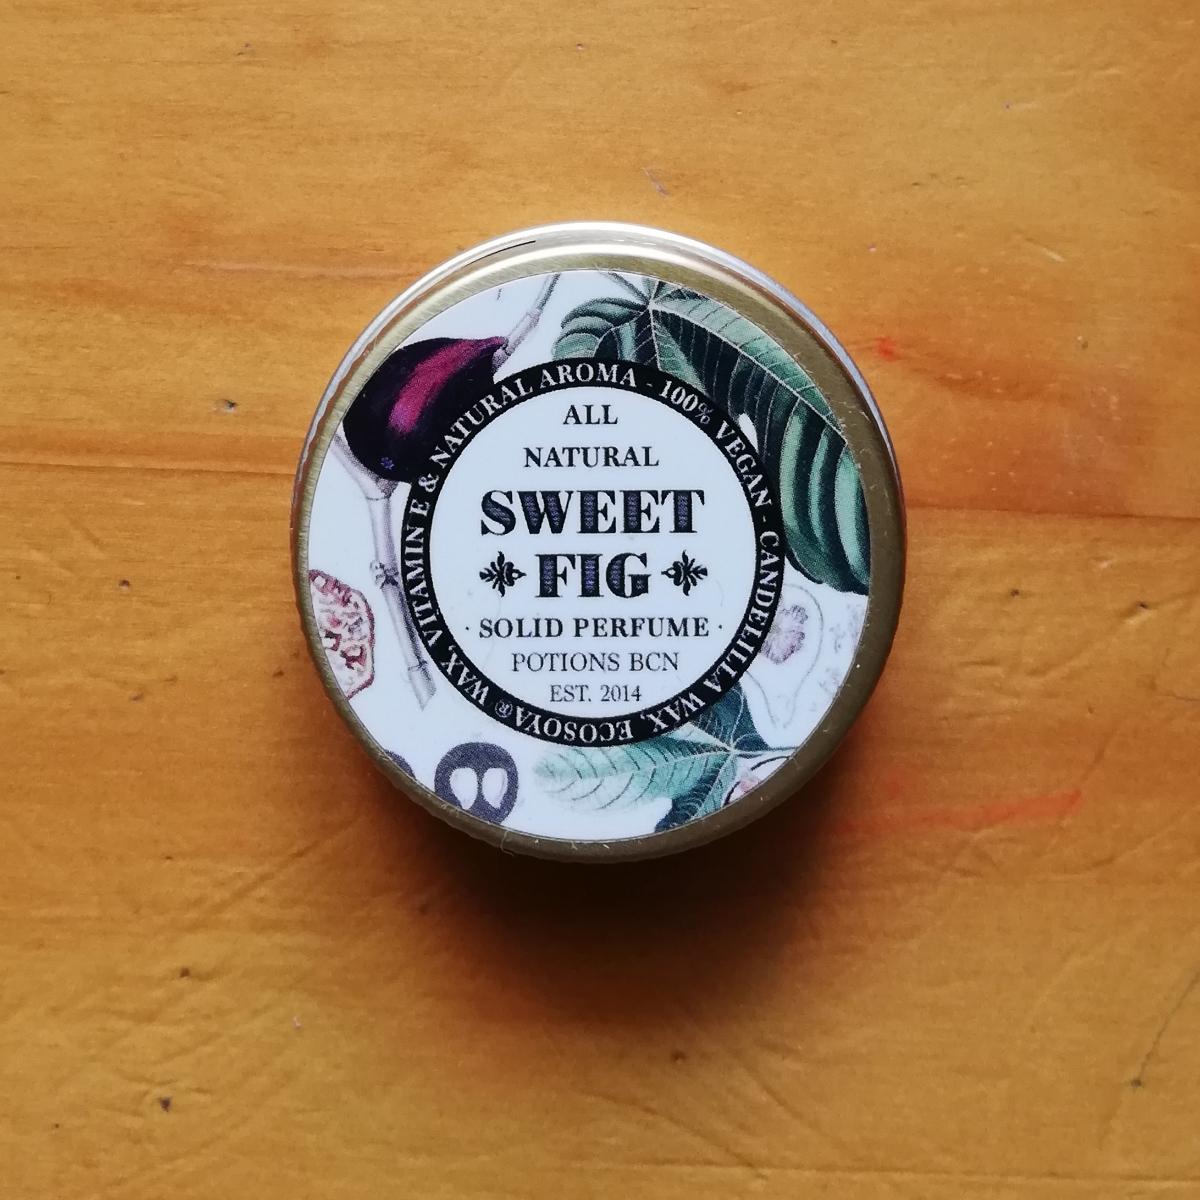 ALL
NATURAL
SWEET
FIG
· SOLID PERFUME ·
POTIONS BCN
EST. 2014
100% VEGAN - CANDELILLA WAX, ECOSOYA® WAX, VITAMIN E & NATURAL AROMA -